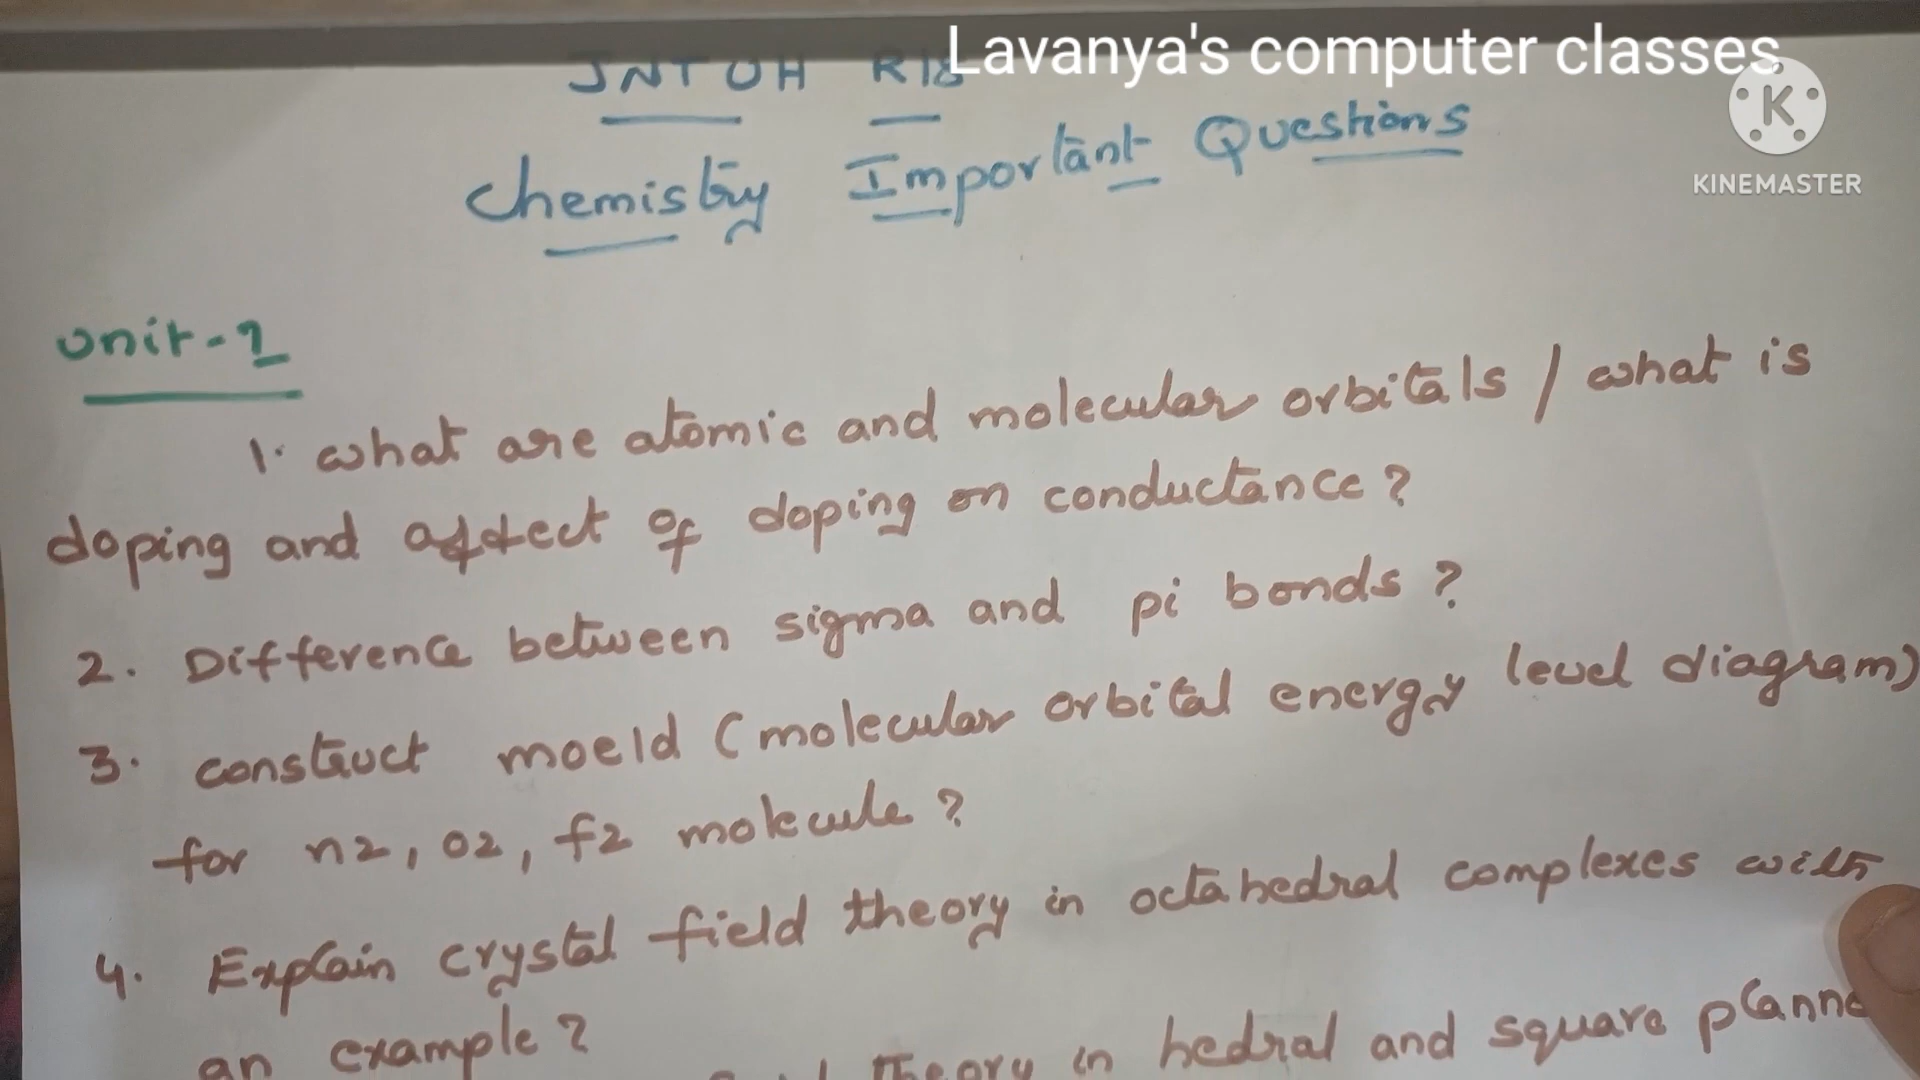 Lavanya's computer classes
JNTUH R18
Chemistry Important Questions
KINEMASTER
unit-1
1. what are atomic and molecular orbitals / what is
doping and affect of doping on conductance?
2. Difference between sigma and pi bonds?
3. construct moeld (molecular orbital energy level diagram)
for n2, o2, f2 molecule?
4. Explain crystal field theory in octahedral complexes with
an example?
theory in hedral and square